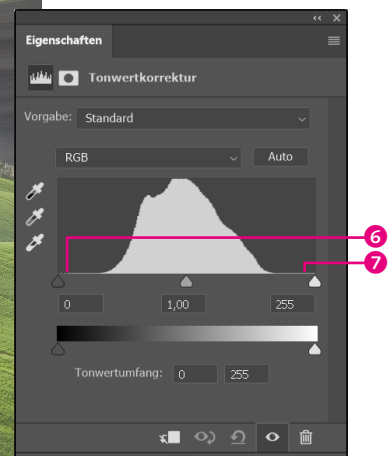 Eigenschaften
Tonwertkorrektur
Vorgabe: Standard
RGB Auto
6
7
0 1,00 255
Tonwertumfang: 0 255